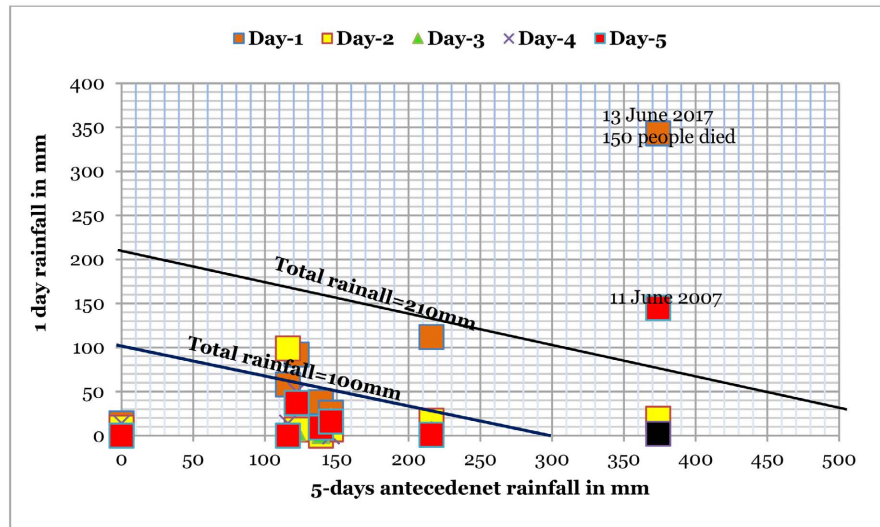 Day-1 Day-2 Day-3 Day-4 Day-5
400
350
300
250
200
150
100
50
0
1 day rainfall in mm
13 June 2017
150 people died
11 June 2007
Total rainall=210mm
Total rainfall=100mm
0 50 100 150 200 250 300 350 400 450 500
5-days antecedenet rainfall in mm